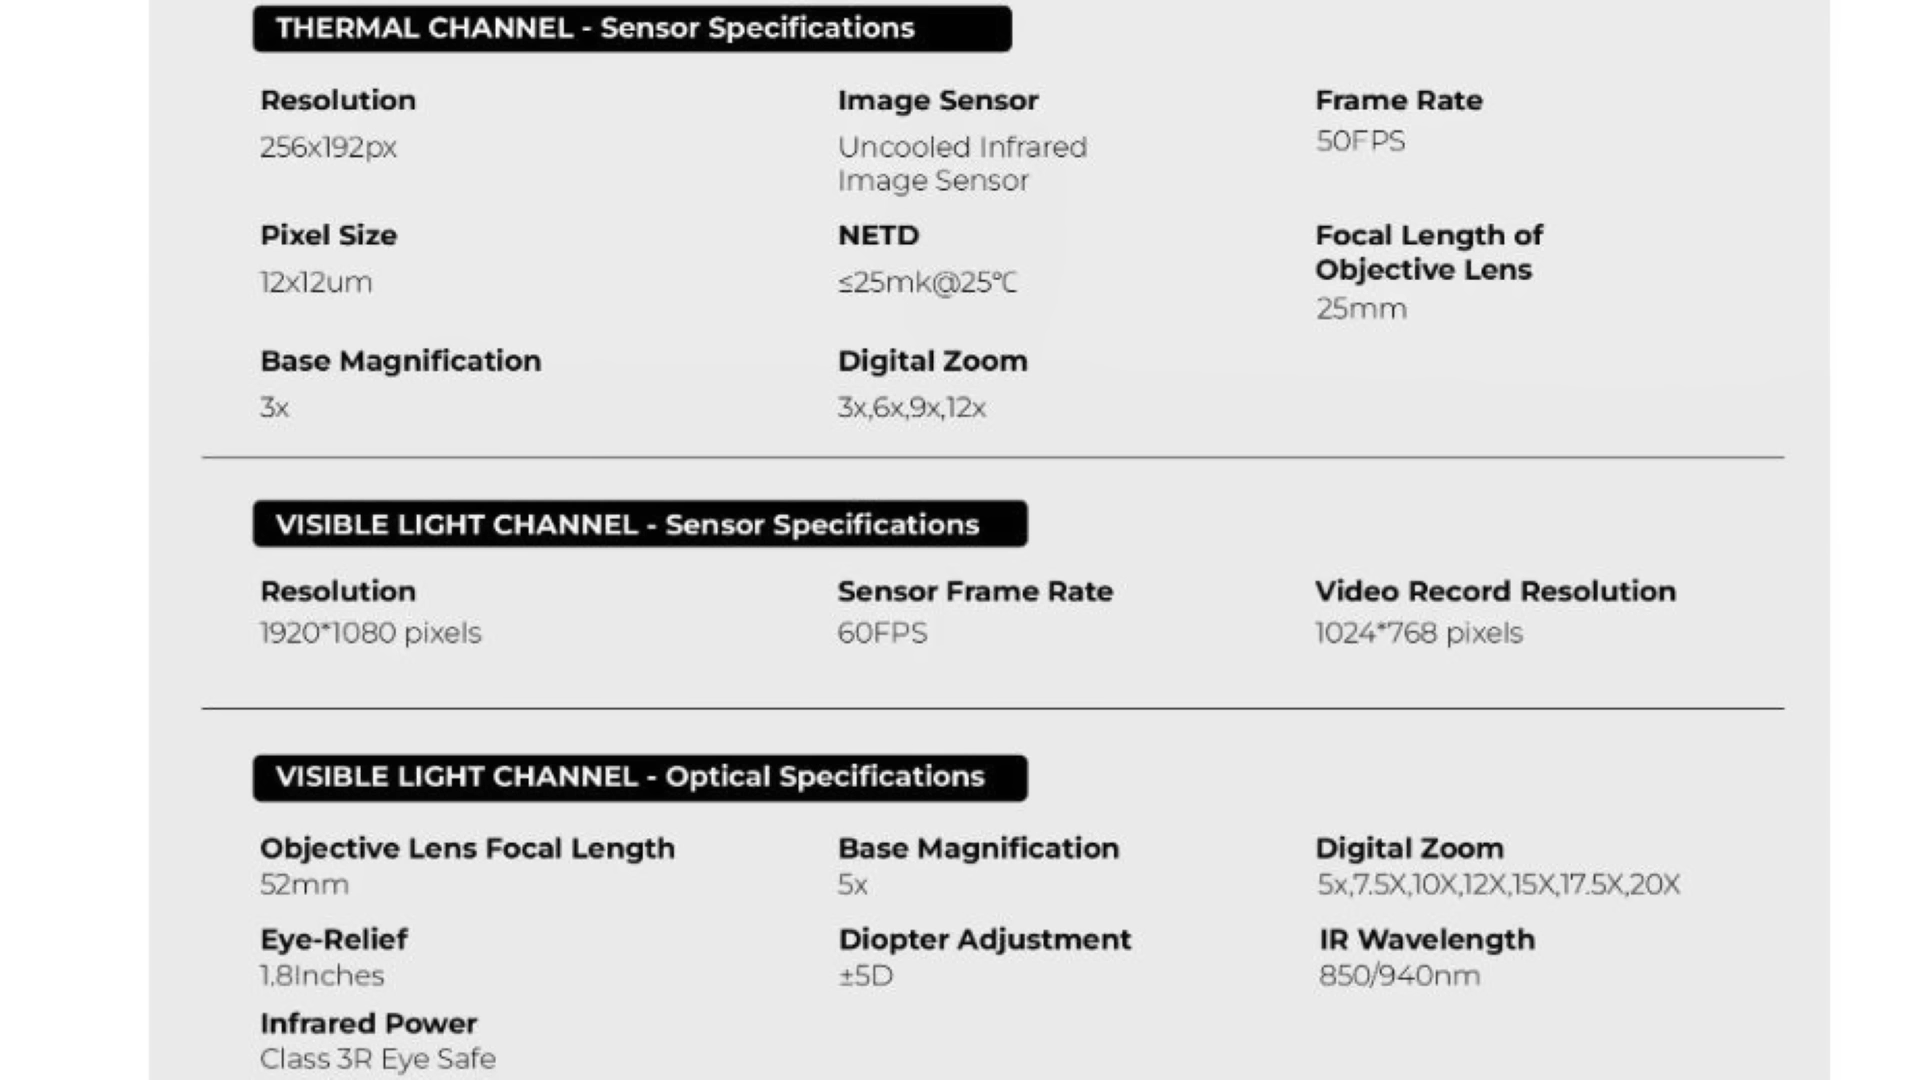 THERMAL CHANNEL - Sensor Specifications
Resolution
256x192px
Image Sensor
Uncooled Infrared
Image Sensor
Frame Rate
50FPS
Pixel Size
12x12um
NETD
≤25mk@25℃
Focal Length of
Objective Lens
25mm
Base Magnification
3x
Digital Zoom
3x,6x,9x,12x
VISIBLE LIGHT CHANNEL - Sensor Specifications
Resolution
1920*1080 pixels
Sensor Frame Rate
60FPS
Video Record Resolution
1024*768 pixels
VISIBLE LIGHT CHANNEL - Optical Specifications
Objective Lens Focal Length
52mm
Base Magnification
5x
Digital Zoom
5x,7.5X,10X,12X,15X,17.5X,20X
Eye-Relief
1.8Inches
Diopter Adjustment
±5D
IR Wavelength
850/940nm
Infrared Power
Class 3R Eye Safe